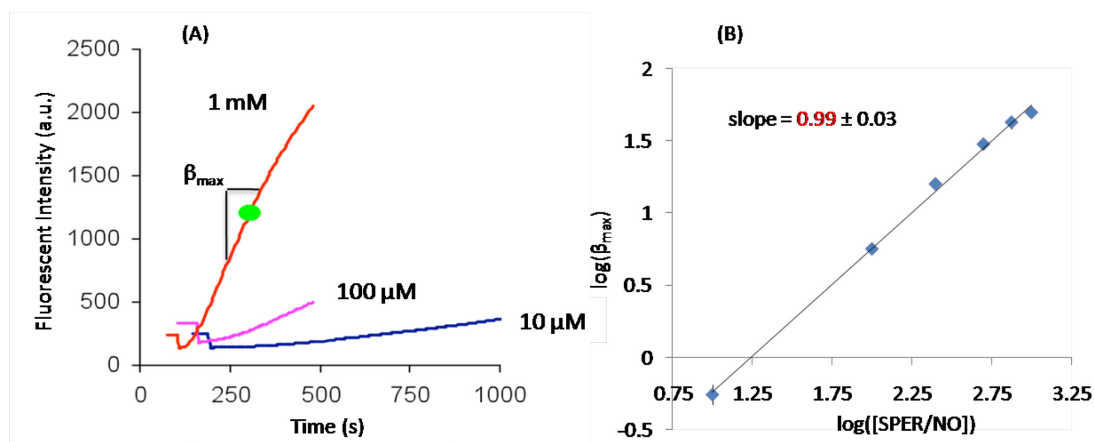 (A)
2500
2000
1500
1000
500
0
0
250
500
750
1000
Fluorescent Intensity (a.u.)
Time (s)
1 mM
βmax
100 µM
10 µM
(B)
2
1.5
1
0.5
0
-0.5
0.75
1.25
1.75
2.25
2.75
3.25
log(βmax)
log([SPER/NO])
slope = 0.99 ± 0.03